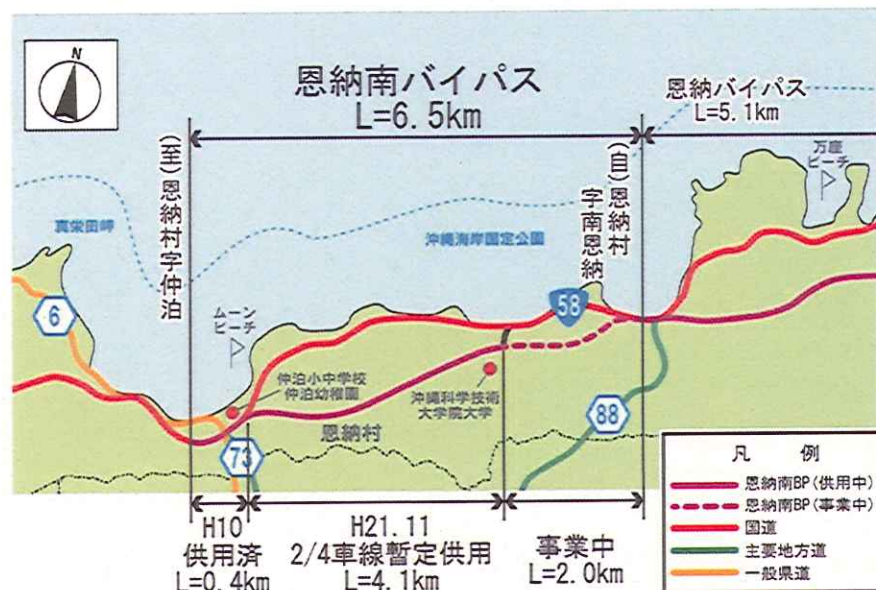 N
恩納南バイパス
L=6.5km
恩納バイパス
L=5.1km
(至)恩納村字仲泊
(自)恩納村
字南恩納
万座
ビーチ
真栄田岬
沖縄海岸国定公園
6
ムーン
ビーチ
58
仲泊小中学校
仲泊幼稚園
沖縄科学技術
大学院大学
恩納村
88
73
H10
供用済
L=0.4km
H21.11
2/4車線暫定供用
L=4.1km
事業中
L=2.0km
凡 例
恩納南BP(供用中)
恩納南BP(事業中)
国道
主要地方道
一般県道